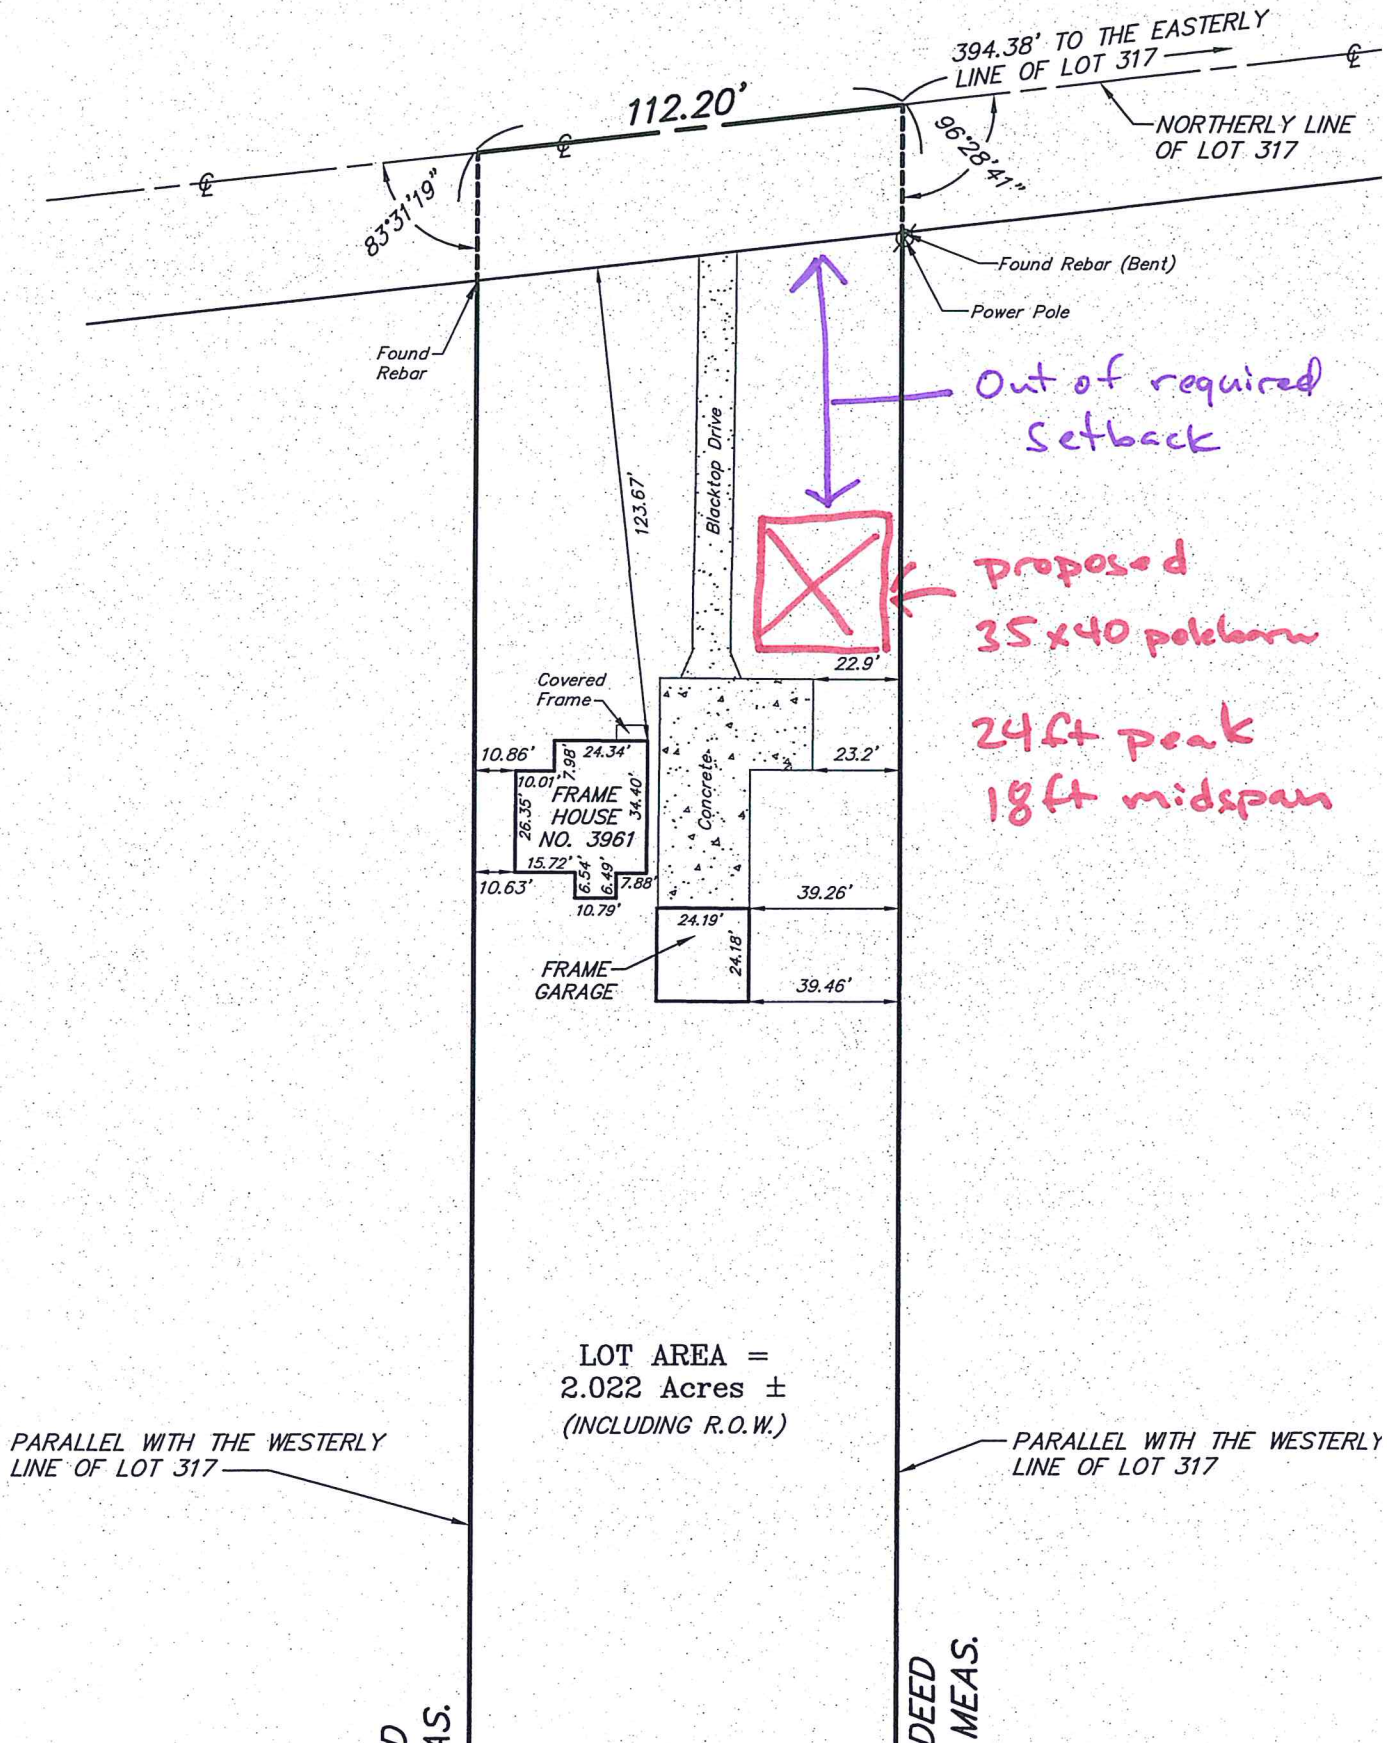 394.38' TO THE EASTERLY
LINE OF LOT 317
℄
112.20'
℄
NORTHERLY LINE
OF LOT 317
96°28'41"
℄
83°31'19"
Found Rebar (Bent)
Power Pole
Found
Rebar
Out of required
Setback
Blacktop Drive
123.67'
proposed
35x40 polebarn
22.9'
Covered
Frame
24ft peak
18ft midspan
10.86'
7.98'
24.34'
23.2'
10.01'
FRAME
HOUSE
NO. 3961
26.35'
34.40'
Concrete
15.72'
6.54'
6.49'
7.88'
10.63'
10.79'
39.26'
24.19'
24.18'
FRAME
GARAGE
39.46'
LOT AREA =
2.022 Acres ±
(INCLUDING R.O.W.)
PARALLEL WITH THE WESTERLY
LINE OF LOT 317
PARALLEL WITH THE WESTERLY
LINE OF LOT 317
DEED
MEAS.